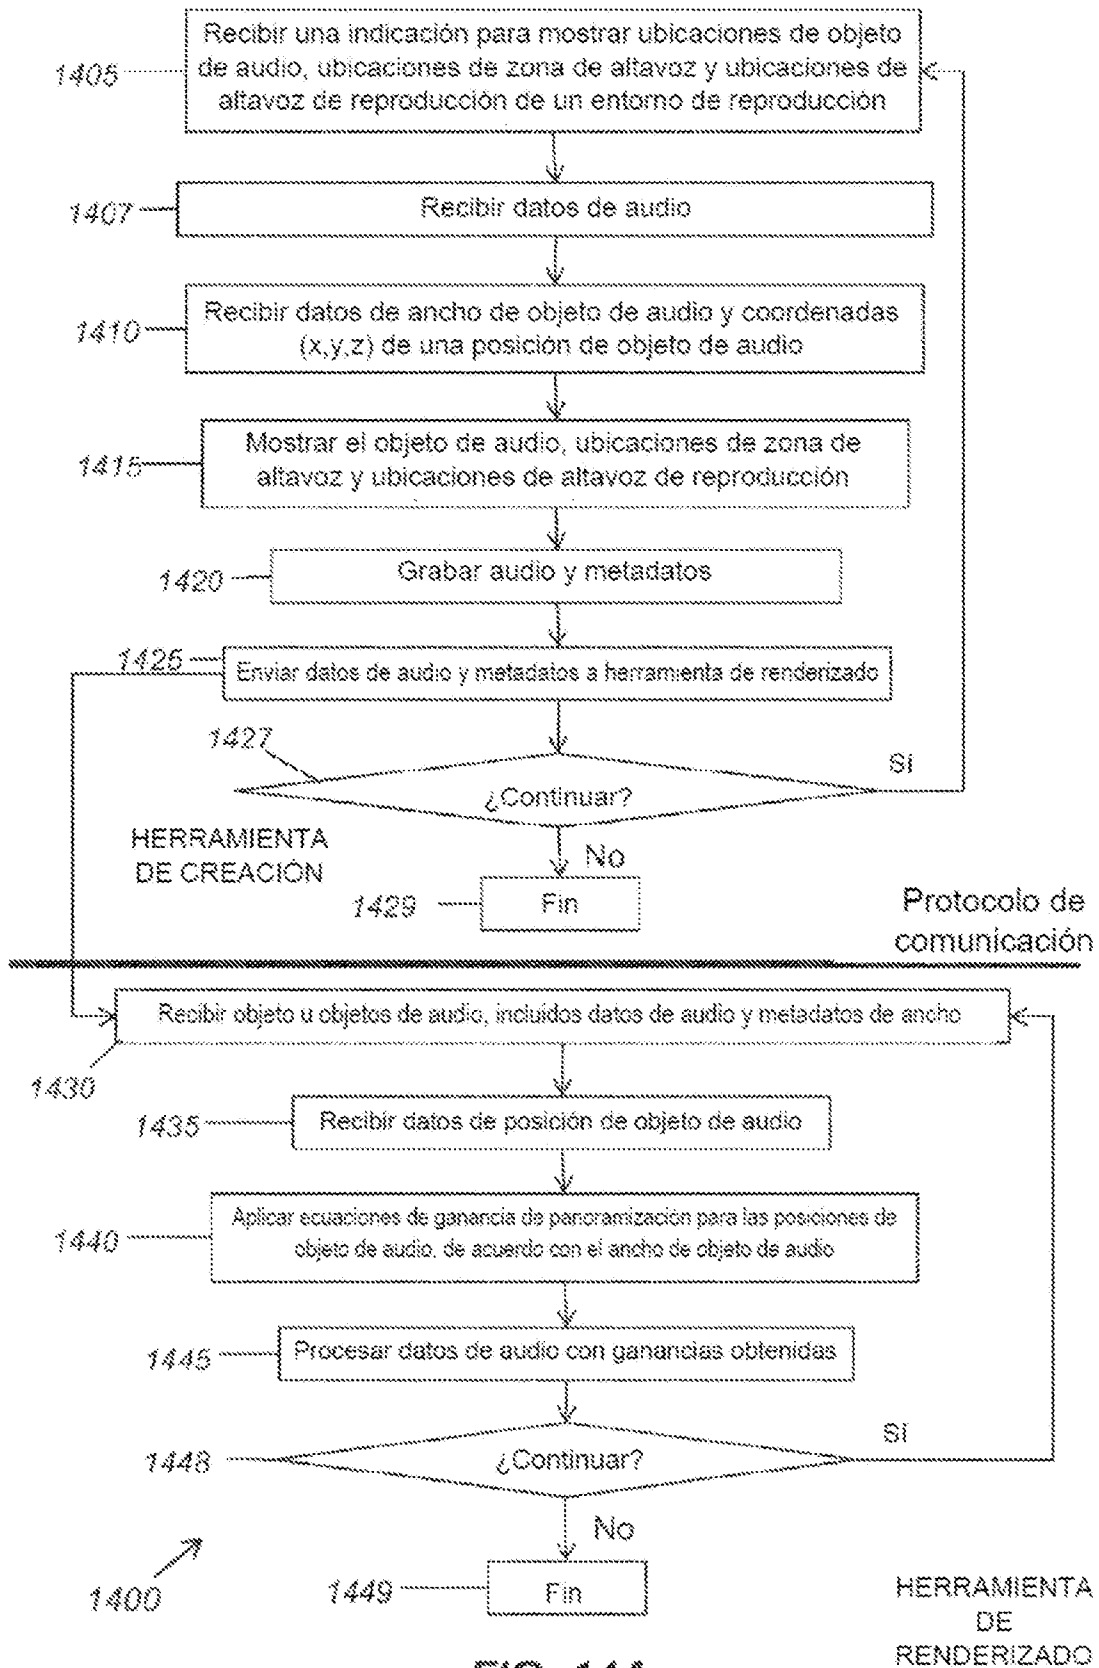 Recibir una indicación para mostrar ubicaciones de objeto
de audio, ubicaciones de zona de altavoz y ubicaciones de
altavoz de reproducción de un entorno de reproducción
1405
Recibir datos de audio
1407
Recibir datos de ancho de objeto de audio y coordenadas
(x,y,z) de una posición de objeto de audio
1410
Mostrar el objeto de audio, ubicaciones de zona de
altavoz y ubicaciones de altavoz de reproducción
1415
Grabar audio y metadatos
1420
1425
Enviar datos de audio y metadatos a herramienta de renderizado
1427
Sí
¿Continuar?
HERRAMIENTA
DE CREACIÓN
No
1429
Fin
Protocolo de
comunicación
Recibir objeto u objetos de audio, incluidos datos de audio y metadatos de ancho
1430
1435
Recibir datos de posición de objeto de audio
Aplicar ecuaciones de ganancia de panoramización para las posiciones de
objeto de audio, de acuerdo con el ancho de objeto de audio
1440
1445
Procesar datos de audio con ganancias obtenidas
Sí
1448
¿Continuar?
No
1400
1449
Fin
HERRAMIENTA
DE
RENDERIZADO